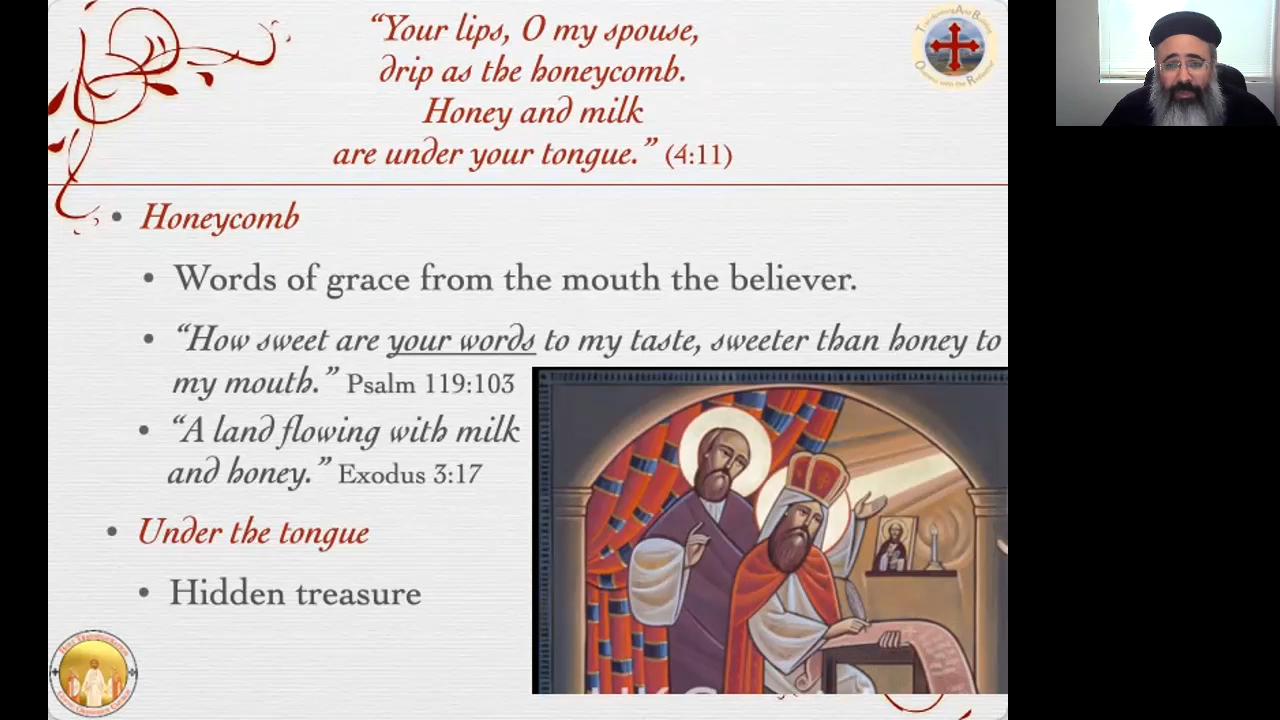 “Your lips, O my spouse,
drip as the honeycomb.
Honey and milk
are under your tongue.” (4:11)
• Honeycomb
• Words of grace from the mouth the believer.
• “How sweet are your words to my taste, sweeter than honey to
my mouth.” Psalm 119:103
• “A land flowing with milk
and honey.” Exodus 3:17
• Under the tongue
• Hidden treasure